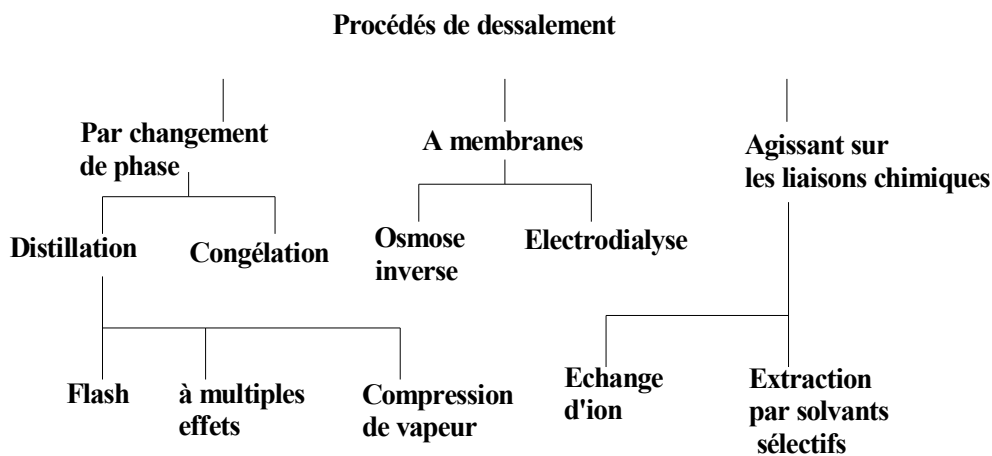 Procédés de dessalement
Par changement
de phase
A membranes
Agissant sur
les liaisons chimiques
Distillation
Congélation
Osmose
inverse
Electrodialyse
Flash
à multiples
effets
Compression
de vapeur
Echange
d'ion
Extraction
par solvants
sélectifs